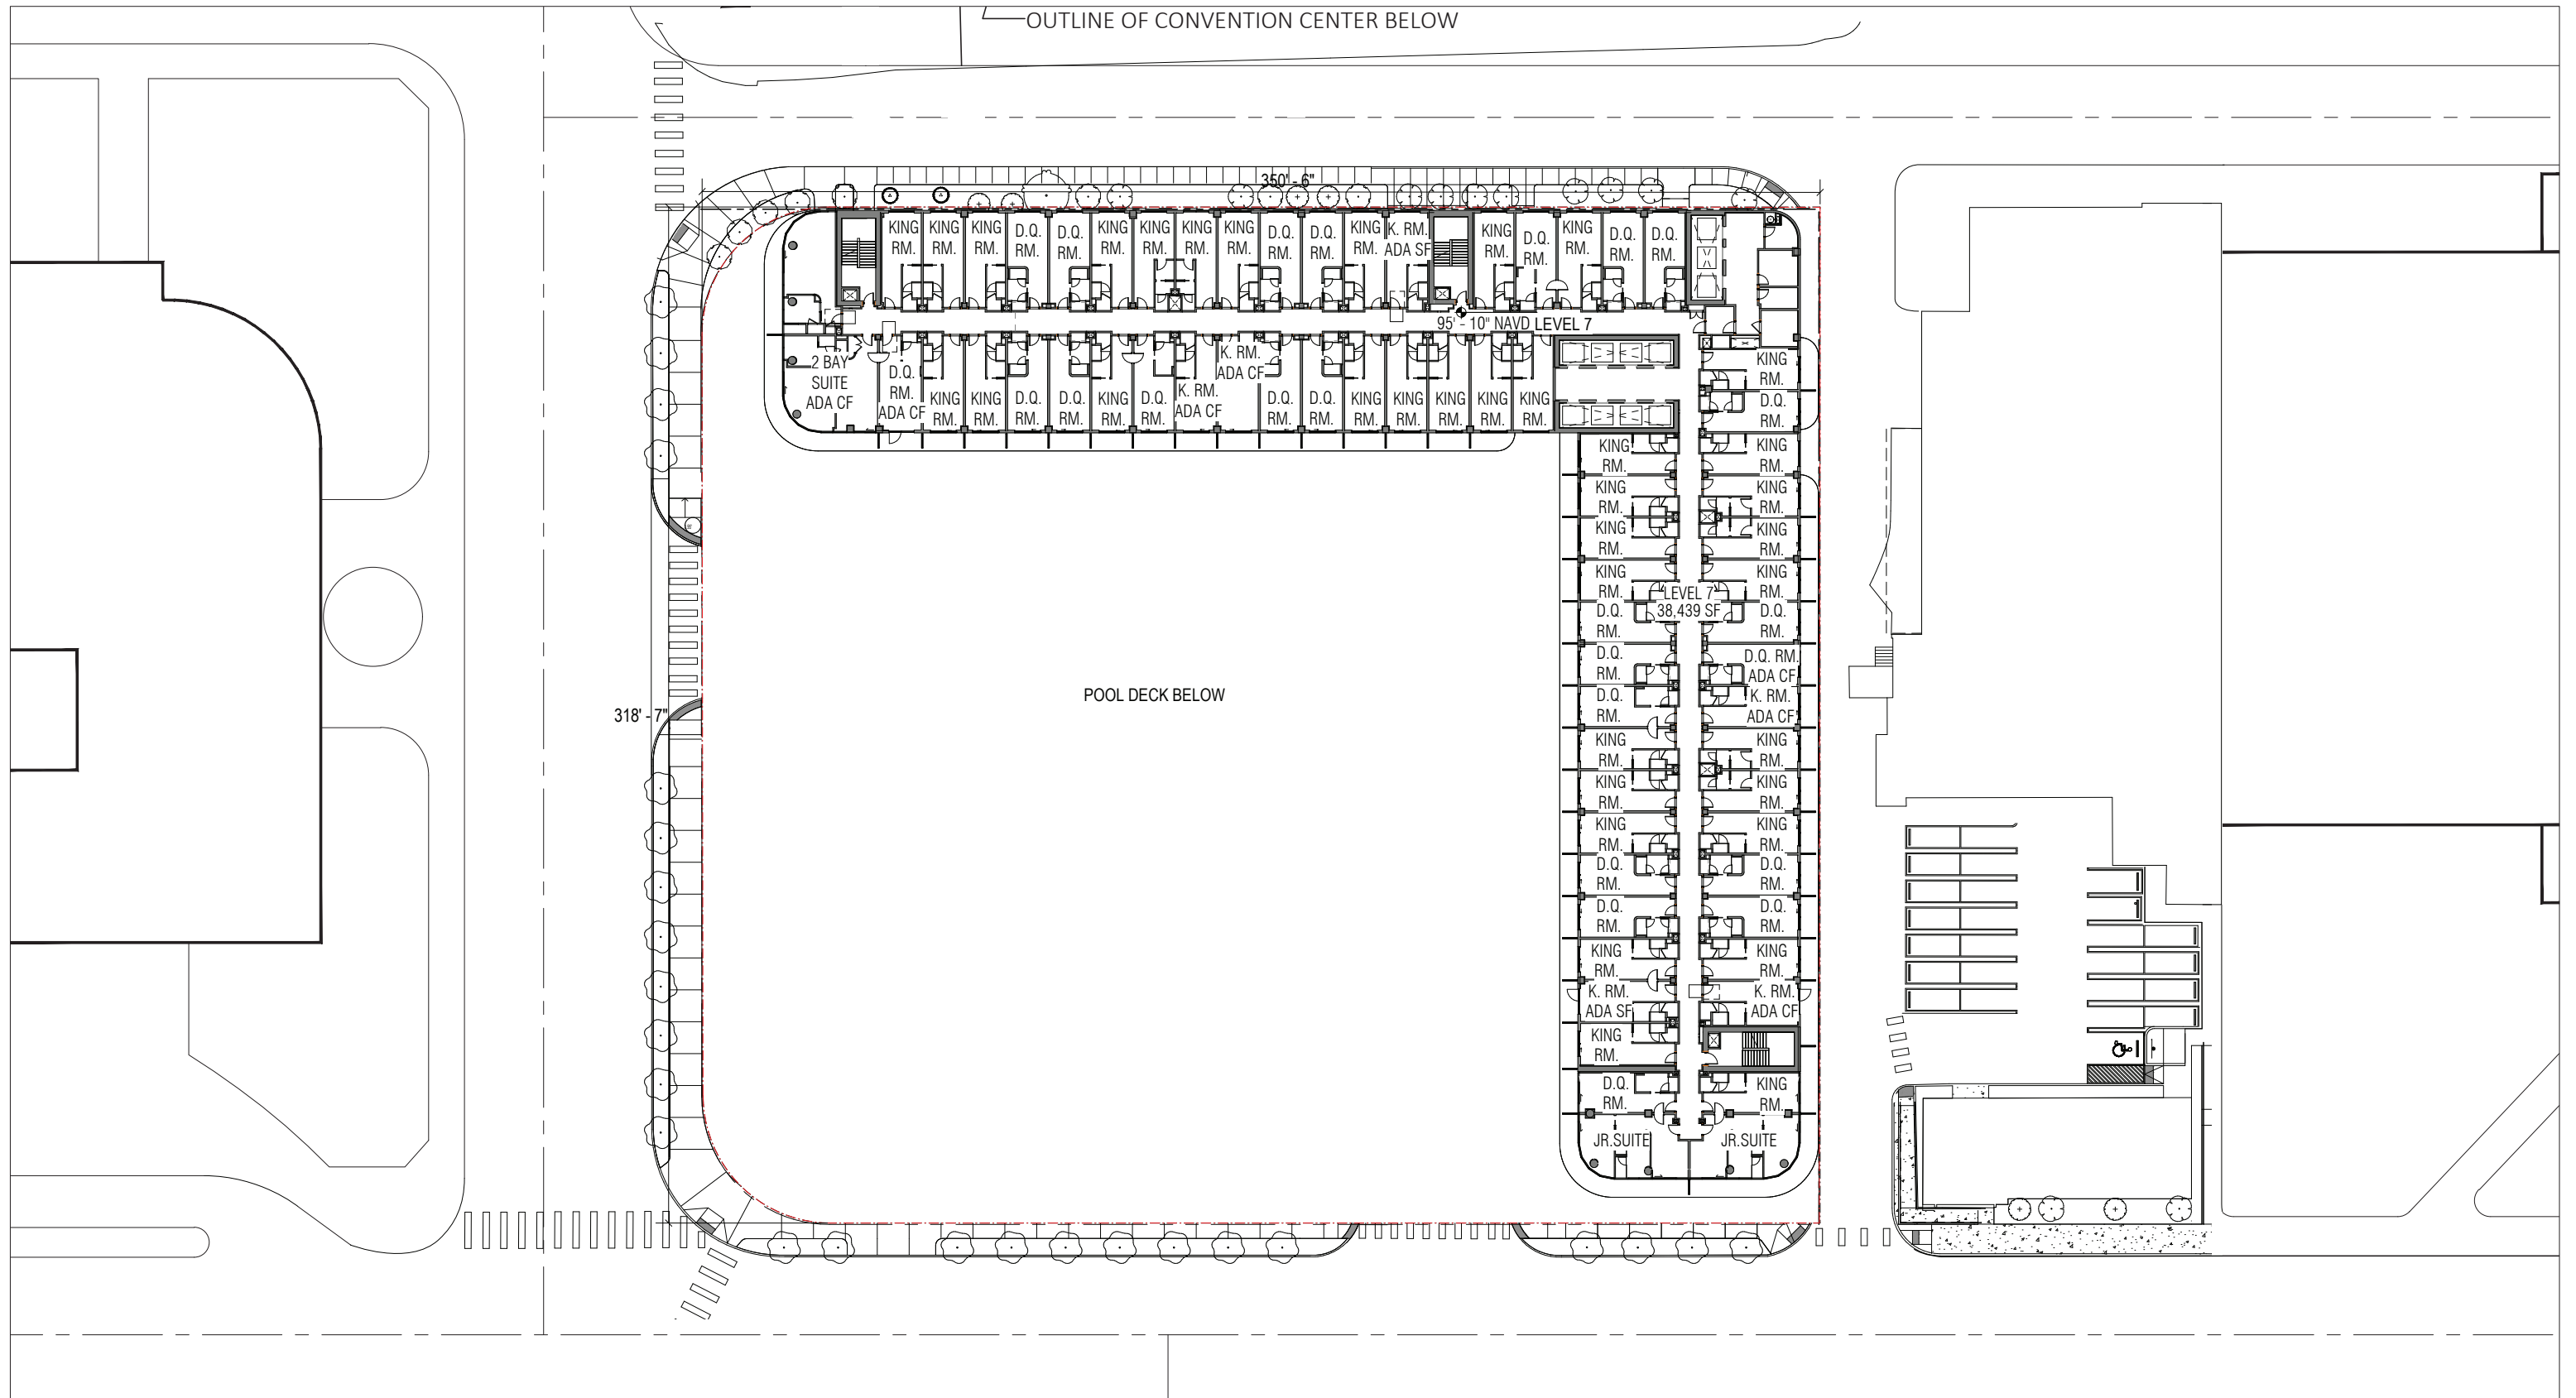 OUTLINE OF CONVENTION CENTER BELOW
350' - 6"
KING
RM.
KING
RM.
KING
RM.
D.Q.
RM.
D.Q.
RM.
KING
RM.
KING
RM.
KING
RM.
KING
RM.
D.Q.
RM.
D.Q.
RM.
KING
RM.
K. RM.
ADA SF
KING
RM.
D.Q.
RM.
KING
RM.
D.Q.
RM.
D.Q.
RM.
95' - 10" NAVD LEVEL 7
2 BAY
SUITE
ADA CF
D.Q.
RM.
ADA CF
KING
RM.
KING
RM.
D.Q.
RM.
D.Q.
RM.
KING
RM.
D.Q.
RM.
K. RM.
ADA CF
K. RM.
ADA CF
D.Q.
RM.
D.Q.
RM.
KING
RM.
KING
RM.
KING
RM.
KING
RM.
KING
RM.
KING
RM.
D.Q.
RM.
KING
RM.
KING
RM.
KING
RM.
KING
RM.
KING
RM.
KING
RM.
KING
RM.
KING
RM.
LEVEL 7
38,439 SF
D.Q.
RM.
D.Q.
RM.
D.Q.
RM.
D.Q. RM.
ADA CF
POOL DECK BELOW
318' - 7"
D.Q.
RM.
K. RM.
ADA CF
KING
RM.
KING
RM.
KING
RM.
KING
RM.
KING
RM.
KING
RM.
D.Q.
RM.
D.Q.
RM.
D.Q.
RM.
D.Q.
RM.
KING
RM.
KING
RM.
K. RM.
ADA SF
K. RM.
ADA CF
KING
RM.
D.Q.
RM.
KING
RM.
JR.SUITE
JR.SUITE